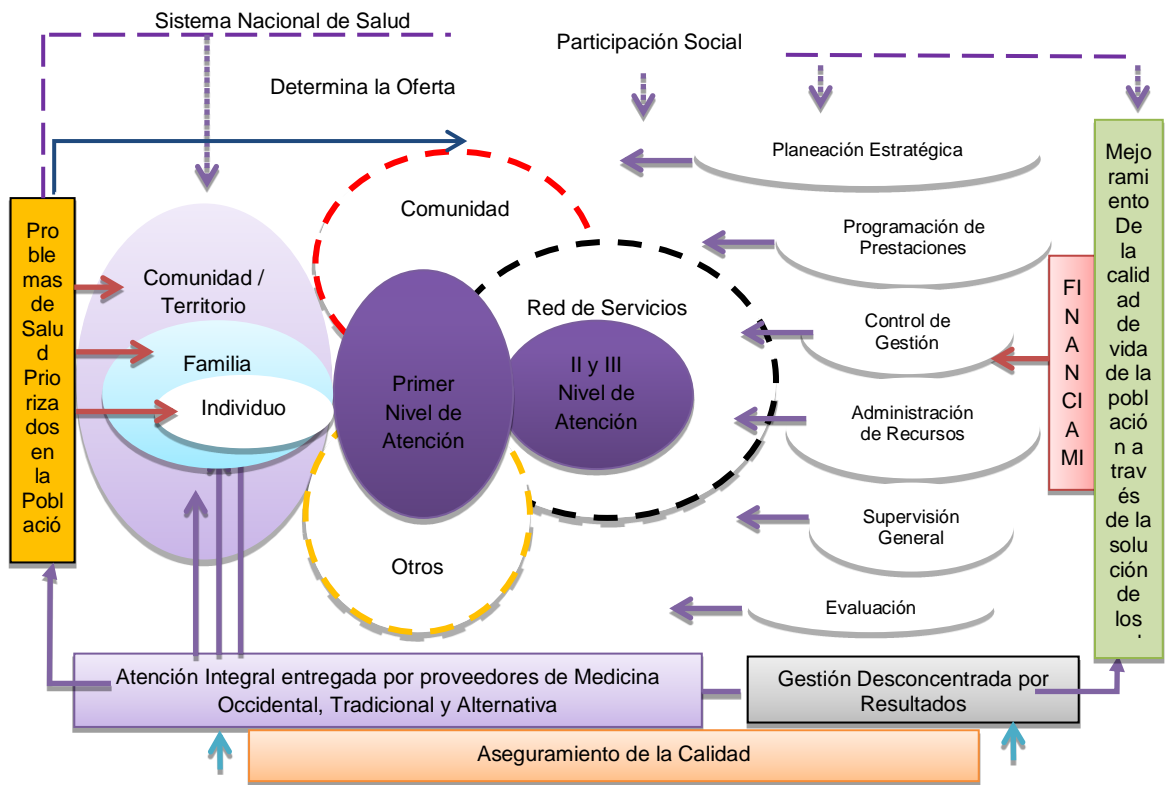 Sistema Nacional de Salud
Participación Social
Determina la Oferta
Pro
ble
mas
de
Salu
d
Prio
riza
dos
en
la
Pobl
ació
Comunidad /
Territorio
Familia
Individuo
Comunidad
Primer
Nivel de
Atención
Otros
Red de Servicios
II y III
Nivel de
Atención
Planeación Estratégica
Programación de
Prestaciones
Control de
Gestión
Administración
de Recursos
Supervisión
General
Evaluación
FI
N
A
N
CI
A
MI
Mejo
rami
ento
De
la
calid
ad
de
vida
de la
pobl
ación a
trav
és
de la
solu
ción
de
los
Atención Integral entregada por proveedores de Medicina
Occidental, Tradicional y Alternativa
Gestión Desconcentrada por
Resultados
Aseguramiento de la Calidad